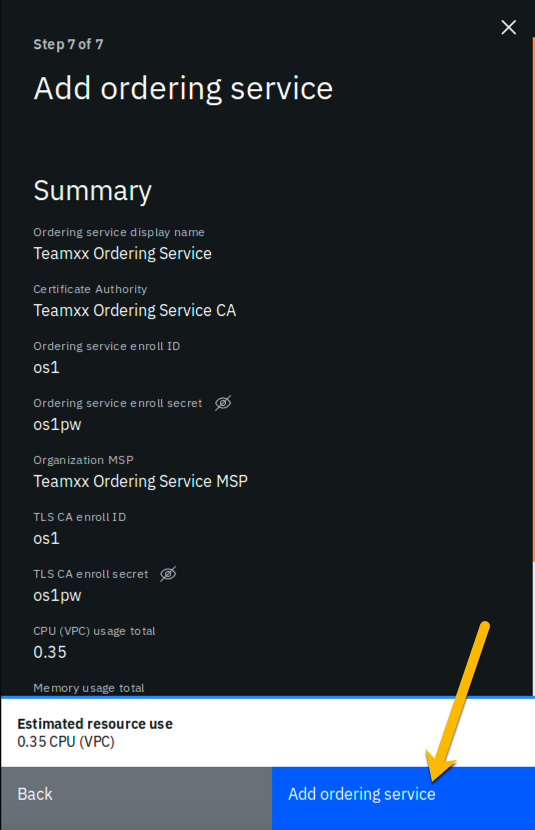 Step 7 of 7
Add ordering service
Summary
Ordering service display name
Teamxx Ordering Service
Certificate Authority
Teamxx Ordering Service CA
Ordering service enroll ID
os1
Ordering service enroll secret
os1pw
Organization MSP
Teamxx Ordering Service MSP
TLS CA enroll ID
os1
TLS CA enroll secret
os1pw
CPU (VPC) usage total
0.35
Memory usage total
Estimated resource use
0.35 CPU (VPC)
Back
Add ordering service